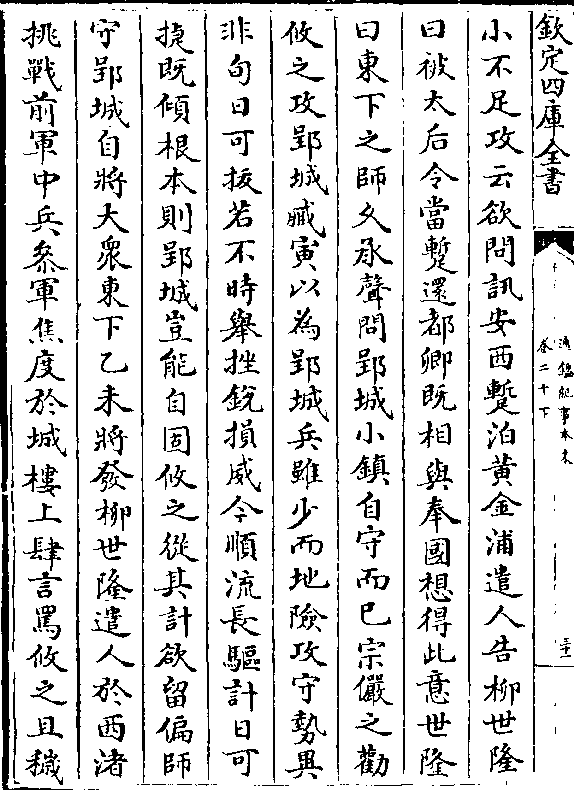 欽定四庫全書
通鑑紀事本末
卷二十下
三十一
小不足攻云欲問訊安西蹔泊黄金浦遣人告柳世隆
曰被太后令當蹔還都卿既相與奉國想得此意世隆
曰東下之師久承聲問郢城小鎮自守而已宗儼之勸
攸之攻郢城臧寅以為郢城兵雖少而地險攻守勢異
非旬日可拔若不時舉挫銳損威今順流長驅計日可
捷既傾根本則郢城豈能自固攸之從其計欲留偏師
守郢城自將大衆東下乙未將發柳世隆遣人於西渚
挑戰前軍中兵叅軍焦度於城樓上肆言罵攸之且穢